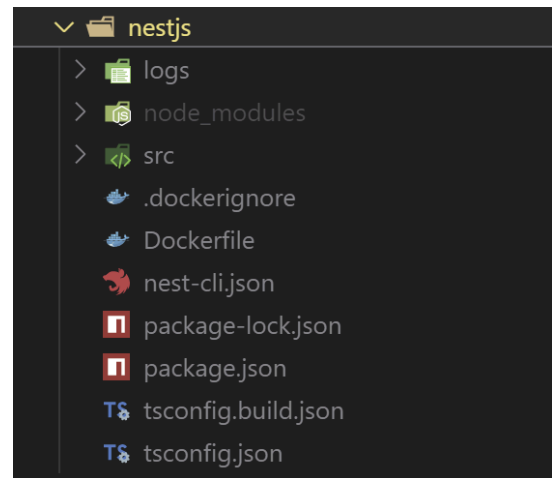 nestjs
logs
node_modules
src
.dockerignore
Dockerfile
nest-cli.json
package-lock.json
package.json
tsconfig.build.json
tsconfig.json